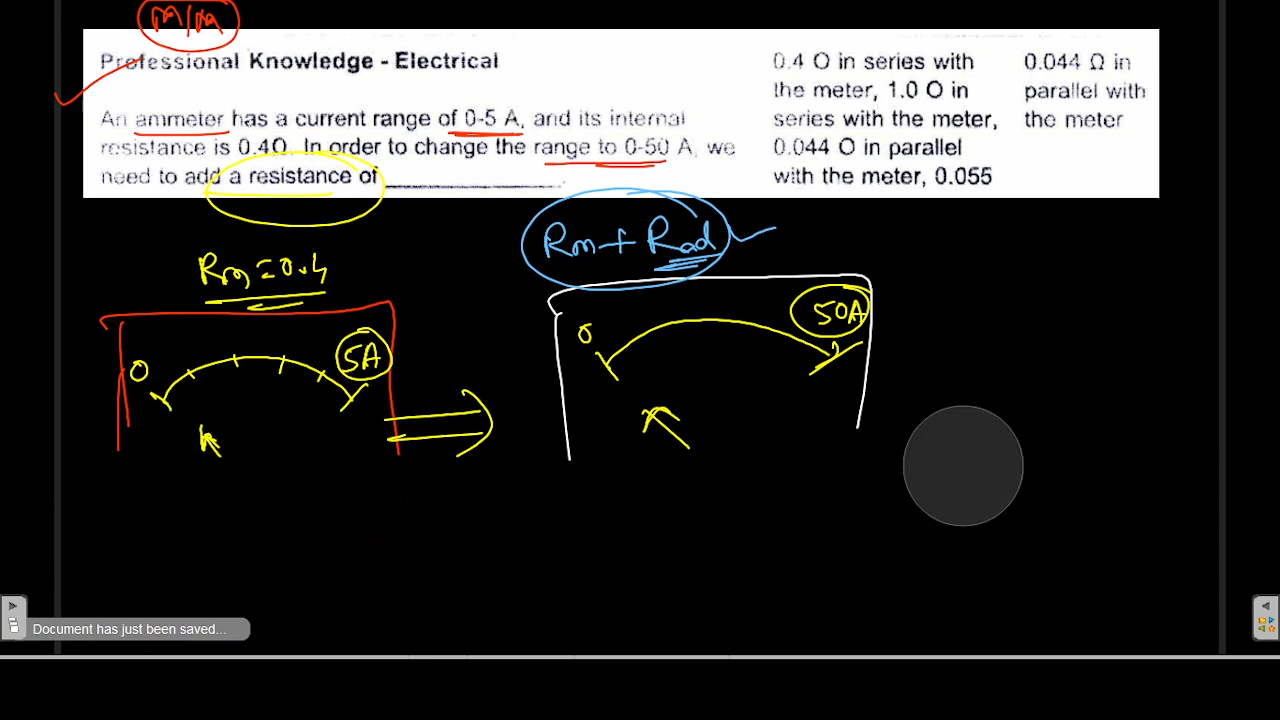 m/m
Professional Knowledge - Electrical
An ammeter has a current range of 0-5 A, and its internal
resistance is 0.4Ω. In order to change the range to 0-50 A, we
need to add a resistance of ____________
0.4 O in series with
the meter, 1.0 O in
series with the meter,
0.044 O in parallel
with the meter, 0.055
0.044 Ω in
parallel with
the meter
Rm + Rad
Rm = 0.4
0 5A
0 50A
Document has just been saved...